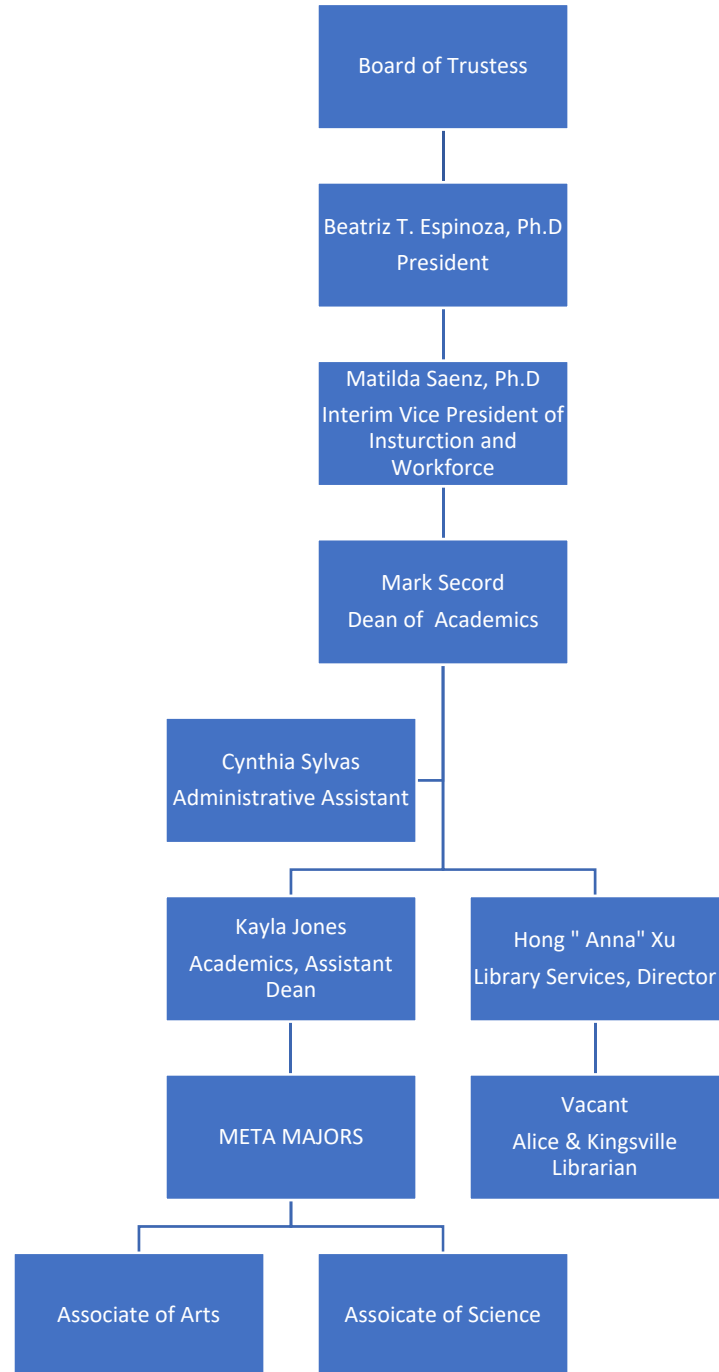 Board of Trustess
Beatriz T. Espinoza, Ph.D
President
Matilda Saenz, Ph.D
Interim Vice President of
Insturction and
Workforce
Mark Secord
Dean of  Academics
Cynthia Sylvas
Administrative Assistant
Kayla Jones
Academics, Assistant
Dean
Hong " Anna" Xu
Library Services, Director
META MAJORS
Vacant
Alice & Kingsville
Librarian
Associate of Arts
Assoicate of Science